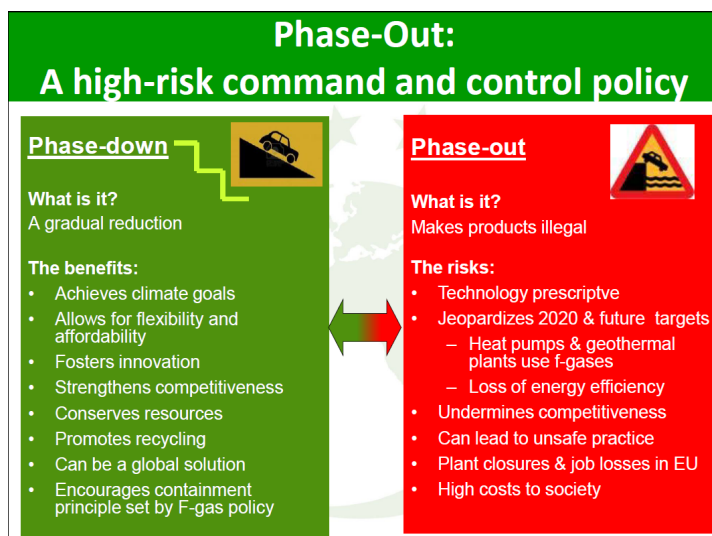 Phase-Out:
A high-risk command and control policy
Phase-down
What is it?
A gradual reduction
The benefits:
• Achieves climate goals
• Allows for flexibility and
affordability
• Fosters innovation
• Strengthens competitiveness
• Conserves resources
• Promotes recycling
• Can be a global solution
• Encourages containment
principle set by F-gas policy
Phase-out
What is it?
Makes products illegal
The risks:
• Technology prescriptve
• Jeopardizes 2020 & future targets
– Heat pumps & geothermal
plants use f-gases
– Loss of energy efficiency
• Undermines competitiveness
• Can lead to unsafe practice
• Plant closures & job losses in EU
• High costs to society